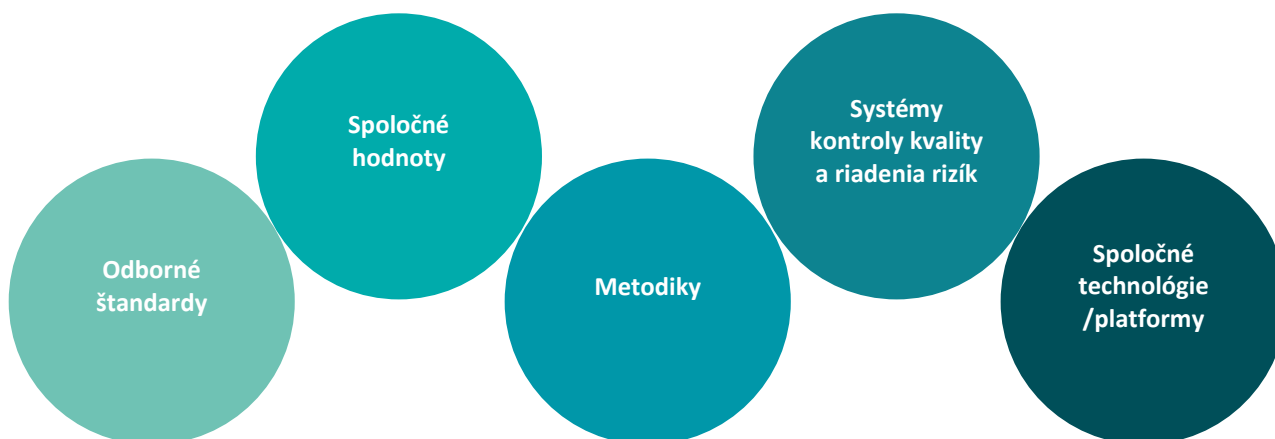 Odborné
štandardy
Spoločné
hodnoty
Metodiky
Systémy
kontroly kvality
a riadenia rizík
Spoločné
technológie
/platformy